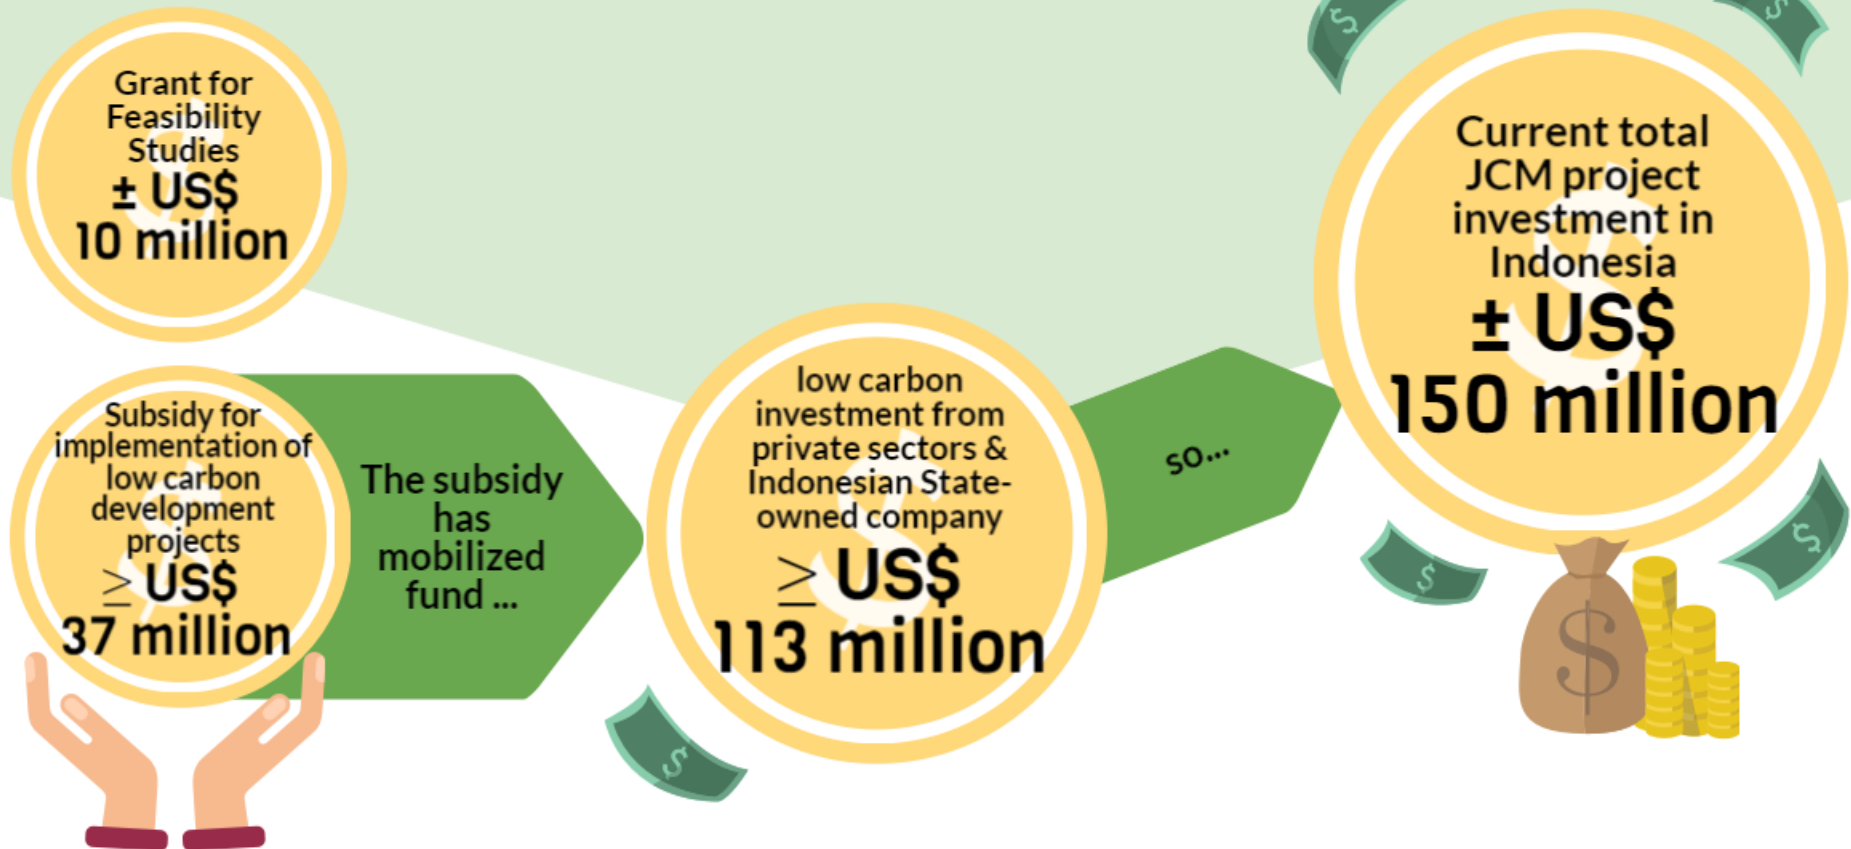 Grant for
Feasibility
Studies
± US$
10 million
Subsidy for
implementation of
low carbon
development
projects
≥ US$
37 million
The subsidy
has
mobilized
fund ...
low carbon
investment from
private sectors &
Indonesian State-
owned company
≥ US$
113 million
so...
Current total
JCM project
investment in
Indonesia
± US$
150 million